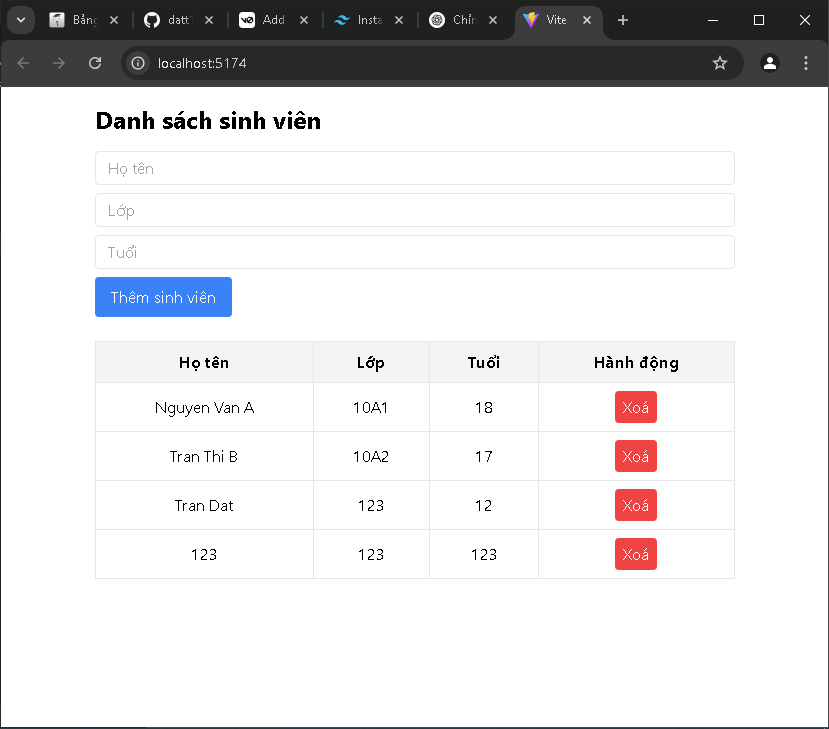 Bảng
datt
Add
Insta
Chỉn
Vite
localhost:5174
Danh sách sinh viên
Họ tên
Lớp
Tuổi
Thêm sinh viên
Họ tên Lớp Tuổi Hành động
Nguyen Van A 10A1 18 Xoá
Tran Thi B 10A2 17 Xoá
Tran Dat 123 12 Xoá
123 123 123 Xoá